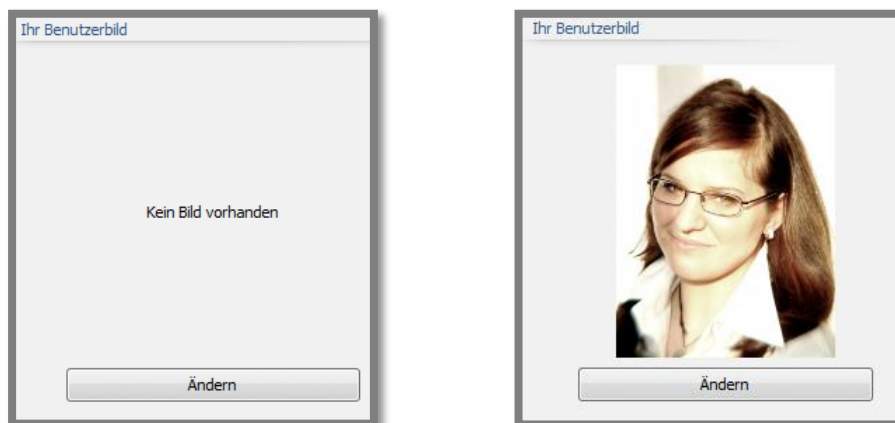 Ihr Benutzerbild
Kein Bild vorhanden
Ändern
Ihr Benutzerbild
Ändern